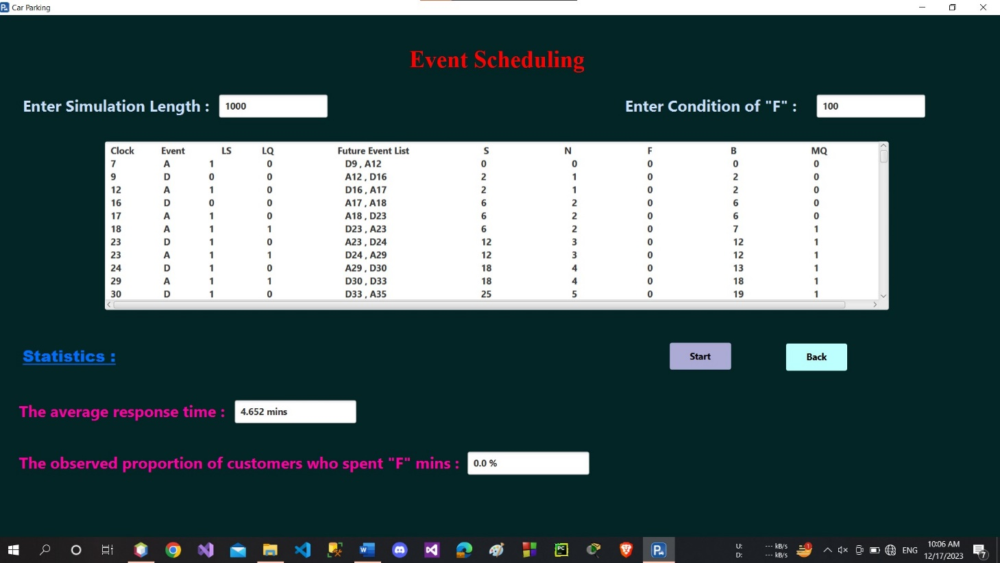 Car Parking
Event Scheduling
Enter Simulation Length : 1000 Enter Condition of "F" : 100
Clock Event LS LQ Future Event List S N F B MQ
7 A 1 0 D9 , A12 0 0 0 0 0
9 D 0 0 A12 , D16 2 1 0 2 0
12 A 1 0 D16 , A17 2 1 0 2 0
16 D 0 0 A17 , A18 6 2 0 6 0
17 A 1 0 A18 , D23 6 2 0 6 0
18 A 1 1 D23 , A23 6 2 0 7 1
23 D 1 0 A23 , D24 12 3 0 12 1
23 A 1 1 D24 , A29 12 3 0 12 1
24 D 1 0 A29 , D30 18 4 0 13 1
29 A 1 1 D30 , D33 18 4 0 18 1
30 D 1 0 D33 , A35 25 5 0 19 1
Statistics : Start Back
The average response time : 4.652 mins
The observed proportion of customers who spent "F" mins : 0.0 %
U: --- kB/s
D: --- kB/s
ENG
10:06 AM
12/17/2023